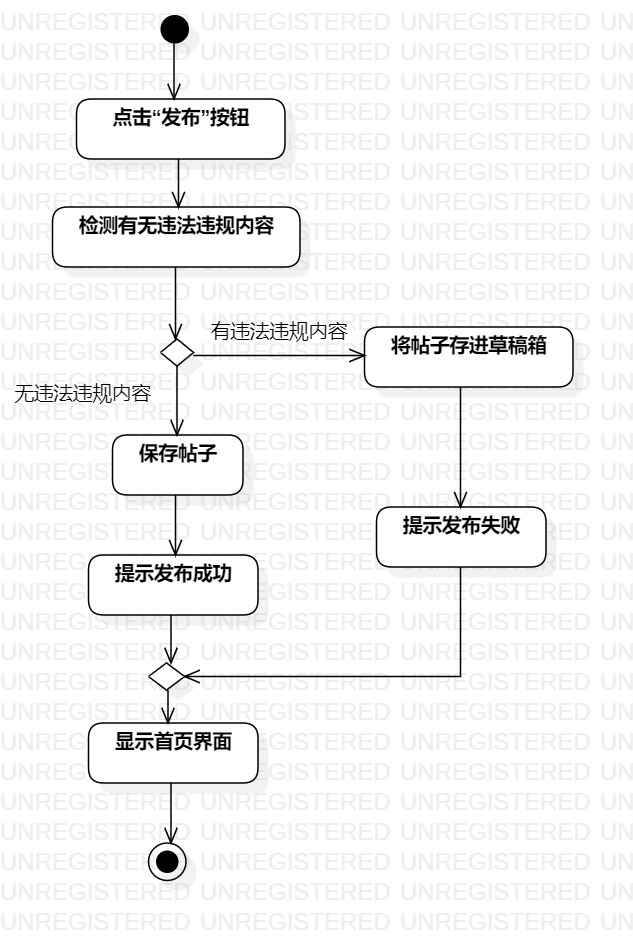 UNREGISTERED UNREGISTERED UNREGISTERED UN
点击“发布”按钮
检测有无违法违规内容
有违法违规内容
将帖子存进草稿箱
无违法违规内容
保存帖子
提示发布失败
提示发布成功
显示首页界面